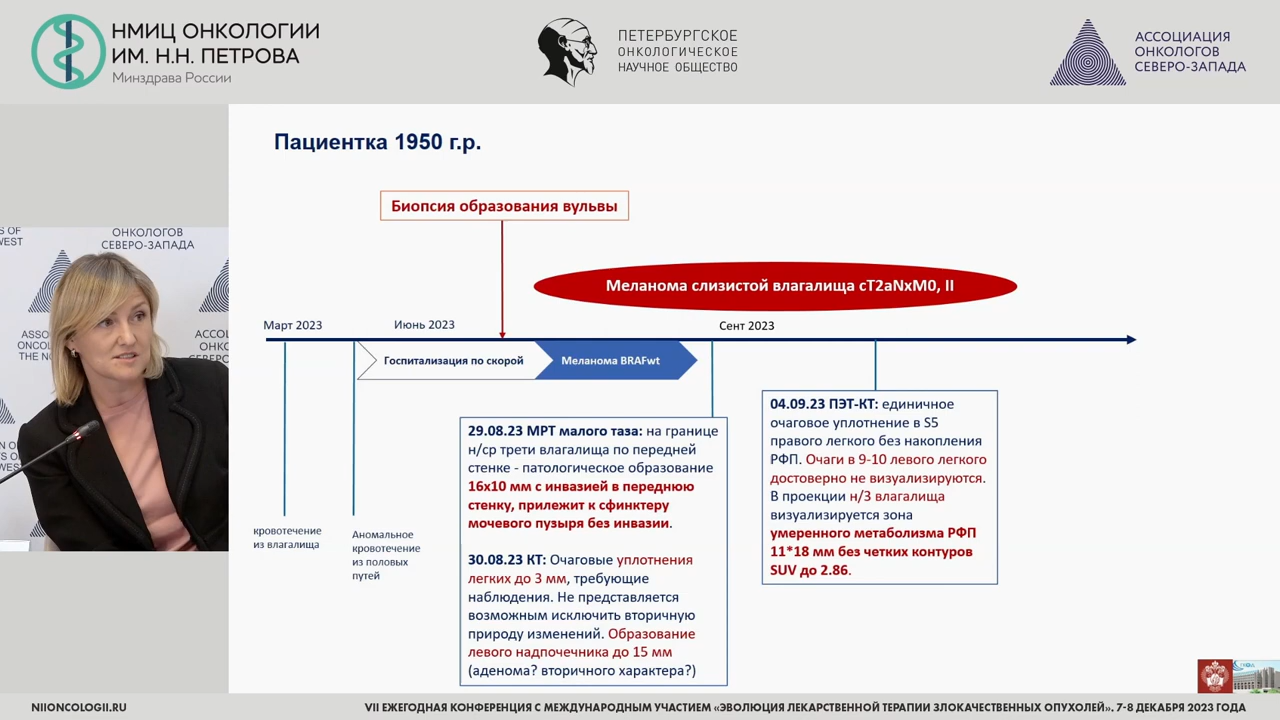 НМИЦ ОНКОЛОГИИ
ИМ. Н.Н. ПЕТРОВА
Минздрава России
ПЕТЕРБУРГСКОЕ
ОНКОЛОГИЧЕСКОЕ
НАУЧНОЕ ОБЩЕСТВО
АССОЦИАЦИЯ
ОНКОЛОГОВ
СЕВЕРО-ЗАПАДА
Пациентка 1950 г.р.
Биопсия образования вульвы
Меланома слизистой влагалища cT2aNxM0, II
Март 2023
Июнь 2023
Сент 2023
Госпитализация по скорой
Меланома BRAFwt
кровотечение
из влагалища
Аномальное
кровотечение
из половых
путей
29.08.23 МРТ малого таза: на границе
н/ср трети влагалища по передней
стенке - патологическое образование
16х10 мм с инвазией в переднюю
стенку, прилежит к сфинктеру
мочевого пузыря без инвазии.
30.08.23 КТ: Очаговые уплотнения
легких до 3 мм, требующие
наблюдения. Не представляется
возможным исключить вторичную
природу изменений. Образование
левого надпочечника до 15 мм
(аденома? вторичного характера?)
04.09.23 ПЭТ-КТ: единичное
очаговое уплотнение в S5
правого легкого без накопления
РФП. Очаги в 9-10 левого легкого
достоверно не визуализируются.
В проекции н/3 влагалища
визуализируется зона
умеренного метаболизма РФП
11*18 мм без четких контуров
SUV до 2.86.
ОНКОЛОГОВ
СЕВЕРО-ЗАПАДА
NIIONCOLOGII.RU
VII ЕЖЕГОДНАЯ КОНФЕРЕНЦИЯ С МЕЖДУНАРОДНЫМ УЧАСТИЕМ «ЭВОЛЮЦИЯ ЛЕКАРСТВЕННОЙ ТЕРАПИИ ЗЛОКАЧЕСТВЕННЫХ ОПУХОЛЕЙ». 7-8 ДЕКАБРЯ 2023 ГОДА